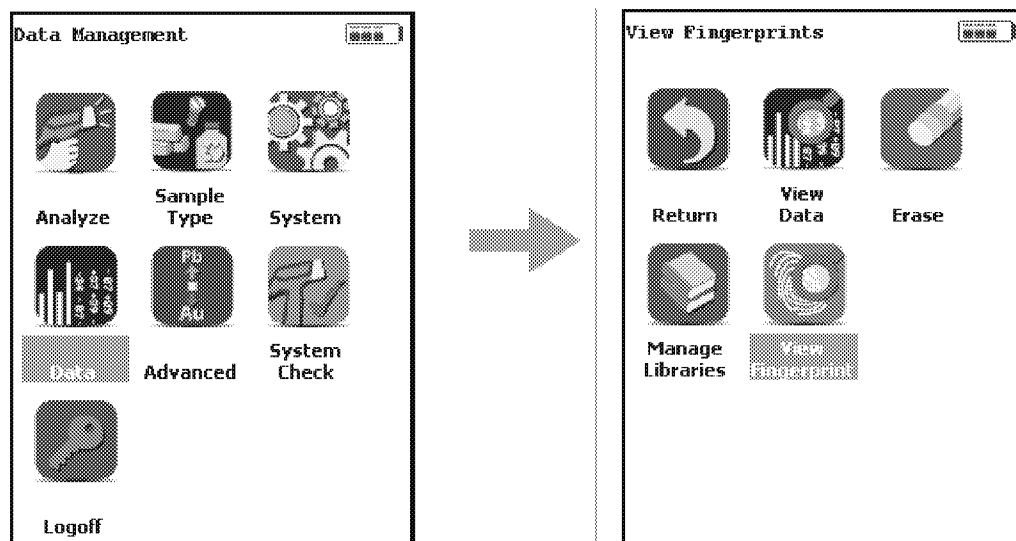 Data Management
Analyze
Sample
Type
System
Pb
Au
Data
Advanced
System
Check
Logoff
View Fingerprints
Return
View
Data
Erase
Manage
Libraries
View
Fingerprint